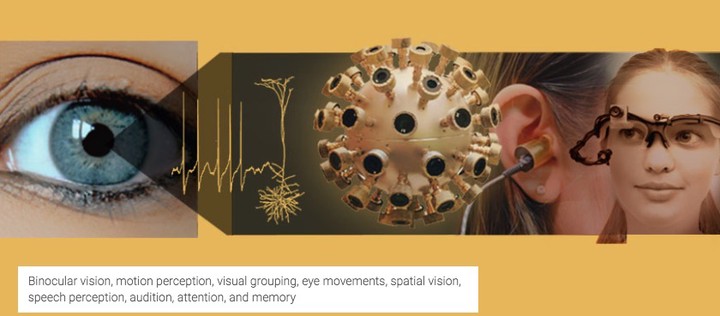 Binocular vision, motion perception, visual grouping, eye movements, spatial vision,
speech perception, audition, attention, and memory